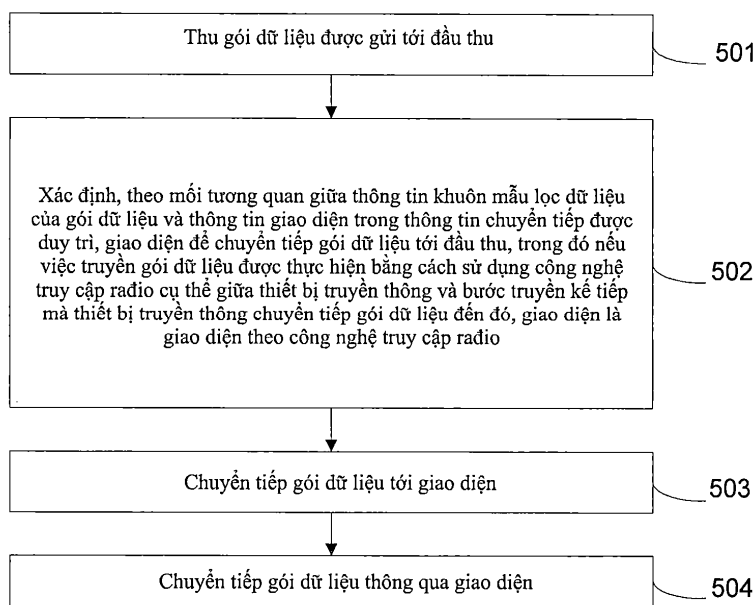 Thu gói dữ liệu được gửi tới đầu thu
501
Xác định, theo mối tương quan giữa thông tin khuôn mẫu lọc dữ liệu
của gói dữ liệu và thông tin giao diện trong thông tin chuyển tiếp được
duy trì, giao diện để chuyển tiếp gói dữ liệu tới đầu thu, trong đó nếu
việc truyền gói dữ liệu được thực hiện bằng cách sử dụng công nghệ
truy cập rađio cụ thể giữa thiết bị truyền thông và bước truyền kế tiếp
mà thiết bị truyền thông chuyển tiếp gói dữ liệu đến đó, giao diện là
giao diện theo công nghệ truy cập rađio
502
Chuyển tiếp gói dữ liệu tới giao diện
503
Chuyển tiếp gói dữ liệu thông qua giao diện
504